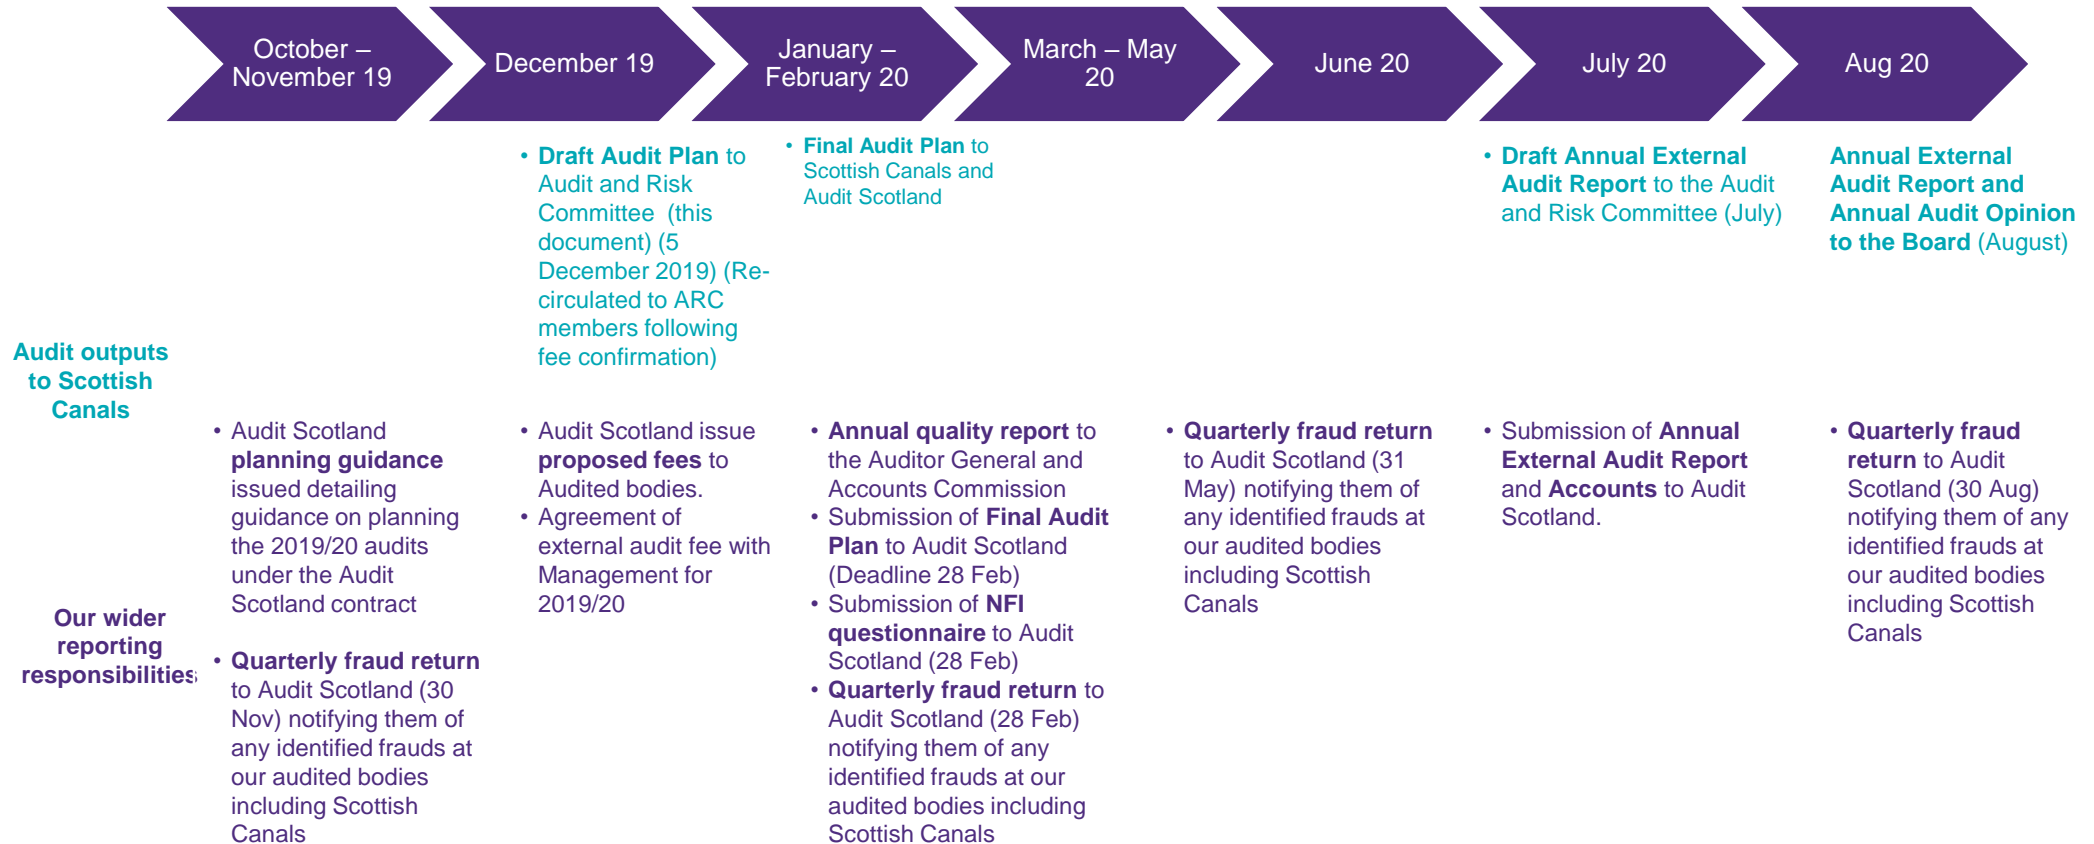 October –
November 19
December 19
January –
February 20
March – May
20
June 20
July 20
Aug 20
Audit outputs
to Scottish
Canals
• Draft Audit Plan to
Audit and Risk
Committee (this
document) (5
December 2019) (Re-
circulated to ARC
members following
fee confirmation)
• Final Audit Plan to
Scottish Canals and
Audit Scotland
• Draft Annual External
Audit Report to the Audit
and Risk Committee (July)
Annual External
Audit Report and
Annual Audit Opinion
to the Board (August)
Our wider
reporting
responsibilities
• Audit Scotland
planning guidance
issued detailing
guidance on planning
the 2019/20 audits
under the Audit
Scotland contract
• Quarterly fraud return
to Audit Scotland (30
Nov) notifying them of
any identified frauds at
our audited bodies
including Scottish
Canals
• Audit Scotland issue
proposed fees to
Audited bodies.
• Agreement of
external audit fee with
Management for
2019/20
• Annual quality report to
the Auditor General and
Accounts Commission
• Submission of Final Audit
Plan to Audit Scotland
(Deadline 28 Feb)
• Submission of NFI
questionnaire to Audit
Scotland (28 Feb)
• Quarterly fraud return to
Audit Scotland (28 Feb)
notifying them of any
identified frauds at our
audited bodies including
Scottish Canals
• Quarterly fraud return
to Audit Scotland (31
May) notifying them of
any identified frauds at
our audited bodies
including Scottish
Canals
• Submission of Annual
External Audit Report
and Accounts to Audit
Scotland.
• Quarterly fraud
return to Audit
Scotland (30 Aug)
notifying them of any
identified frauds at
our audited bodies
including Scottish
Canals